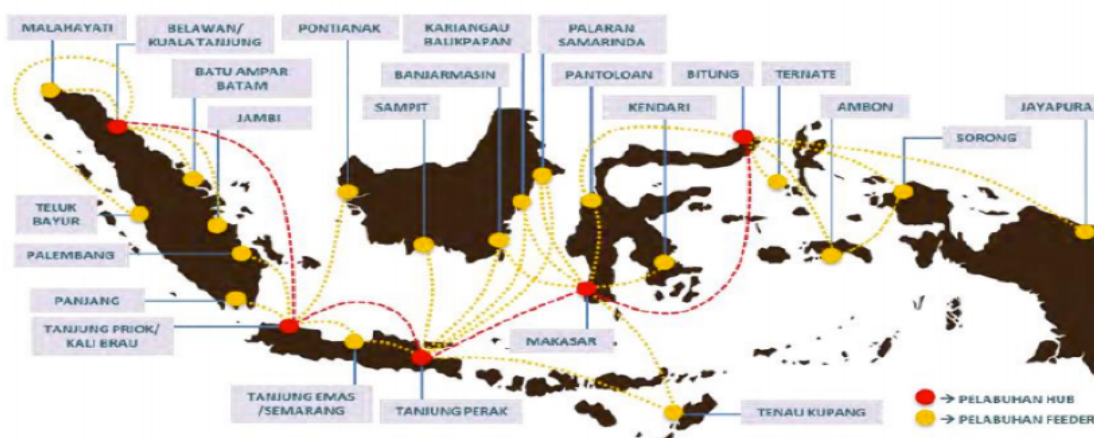 MALAHAYATI
BELAWAN/
KUALA TANJUNG
PONTIANAK
KARIANGAU
BALIKPAPAN
PALARAN
SAMARINDA
BATU AMPAR
BATAM
BANJARMASIN
PANTOLOAN
BITUNG
TERNATE
JAMBI
SAMPIT
KENDARI
AMBON
JAYAPURA
SORONG
TELUK
BAYUR
PALEMBANG
PANJANG
TANJUNG PRIOK/
KALI BRAU
MAKASAR
TANJUNG EMAS
/SEMARANG
TANJUNG PERAK
TENAU KUPANG
→ PELABUHAN HUB
→ PELABUHAN FEEDER